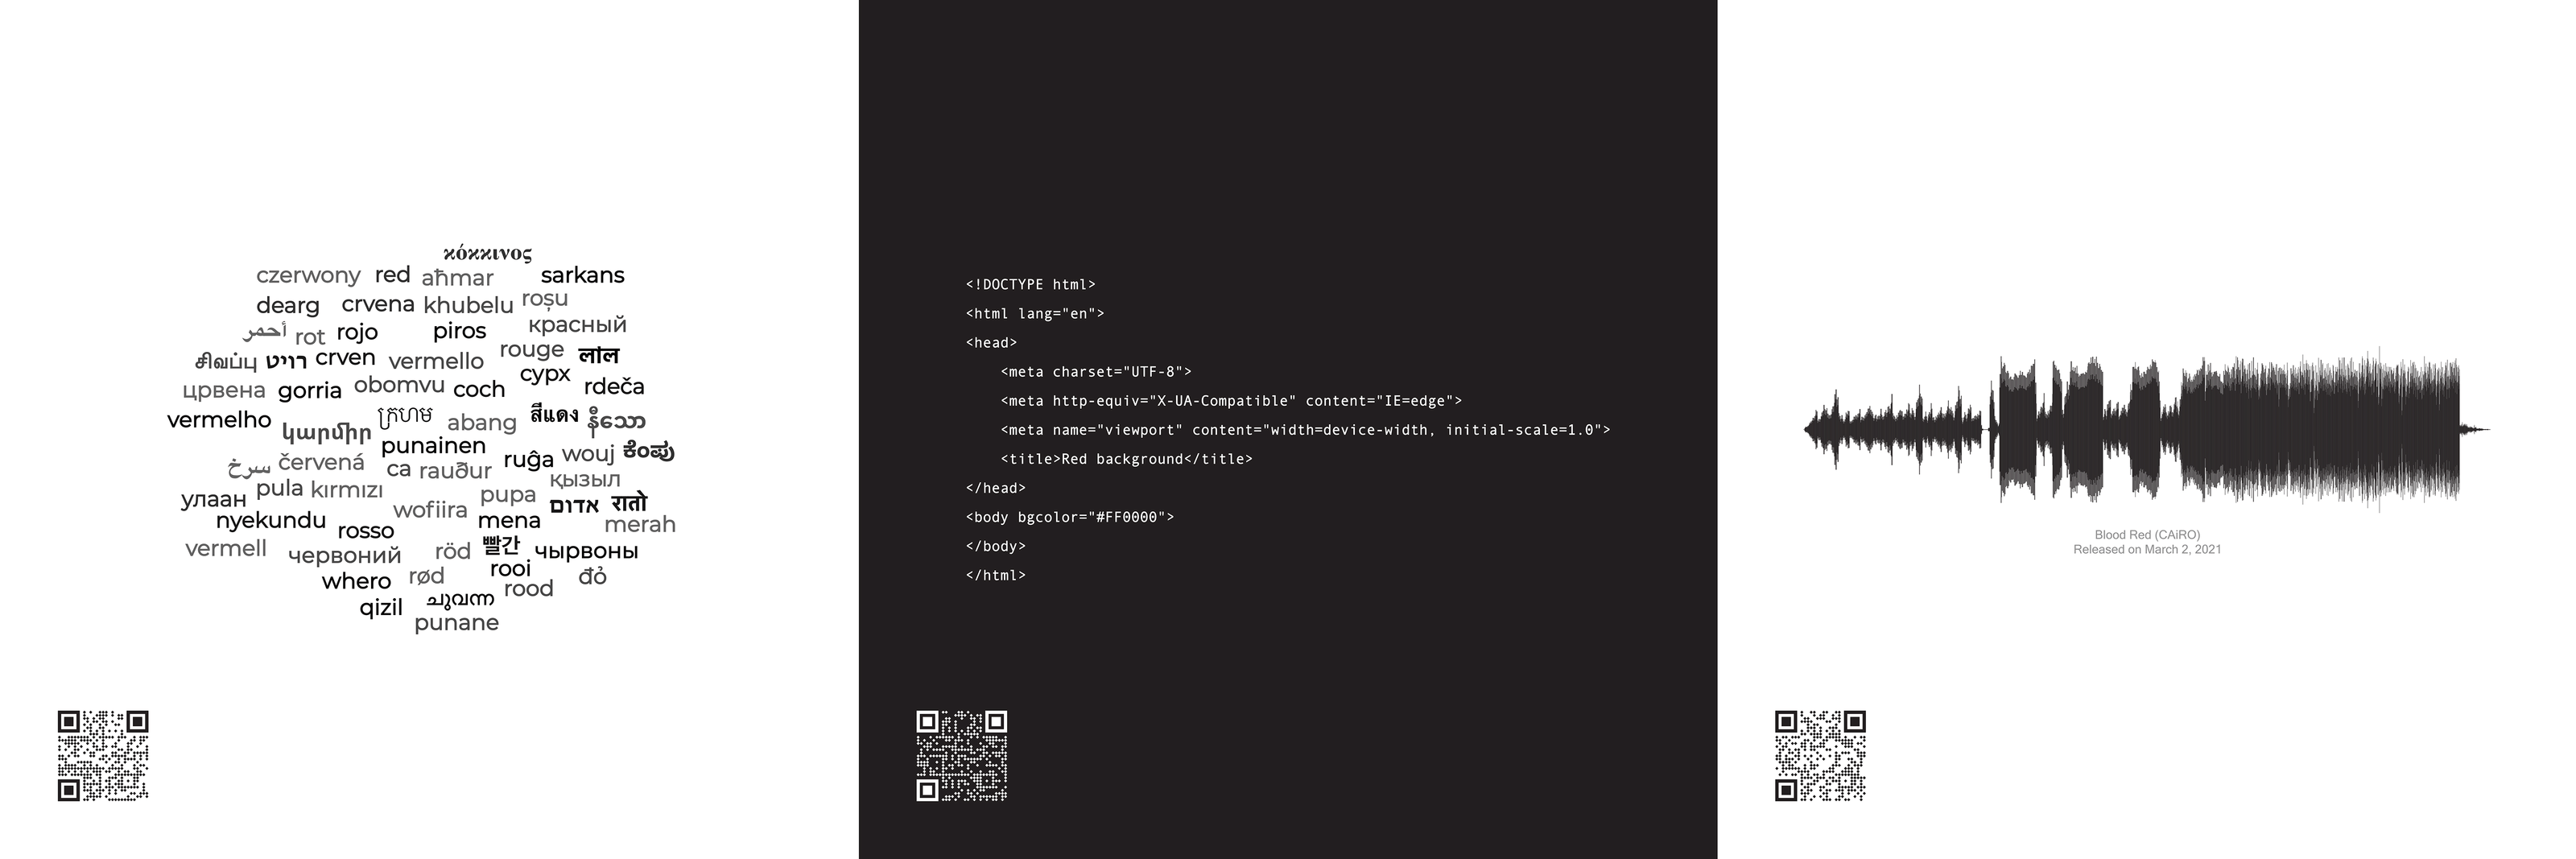 κόκκινος
czerwony red aħmar sarkans
dearg crvena khubelu roșu
أحمر rot rojo piros красный
சிவப்பு רויט crven vermello rouge लाल
црвена gorria obomvu coch сурх rdeča
vermelho կարմիր ក្រហម abang สีแดง နီသော
punainen
سرخ červená ca rauður ruĝa wouj ಕೆಂಪು
улаан pula kırmızı wofiira pupa қызыл אדום रातो
nyekundu rosso mena merah
vermell червоний röd 빨간 чырвоны
whero rød rooi rood đỏ
qizil ചുവന്ന
punane
<!DOCTYPE html>
<html lang="en">
<head>
<meta charset="UTF-8">
<meta http-equiv="X-UA-Compatible" content="IE=edge">
<meta name="viewport" content="width=device-width, initial-scale=1.0">
<title>Red background</title>
</head>
<body bgcolor="#FF0000">
</body>
</html>
Blood Red (CAiRO)
Released on March 2, 2021